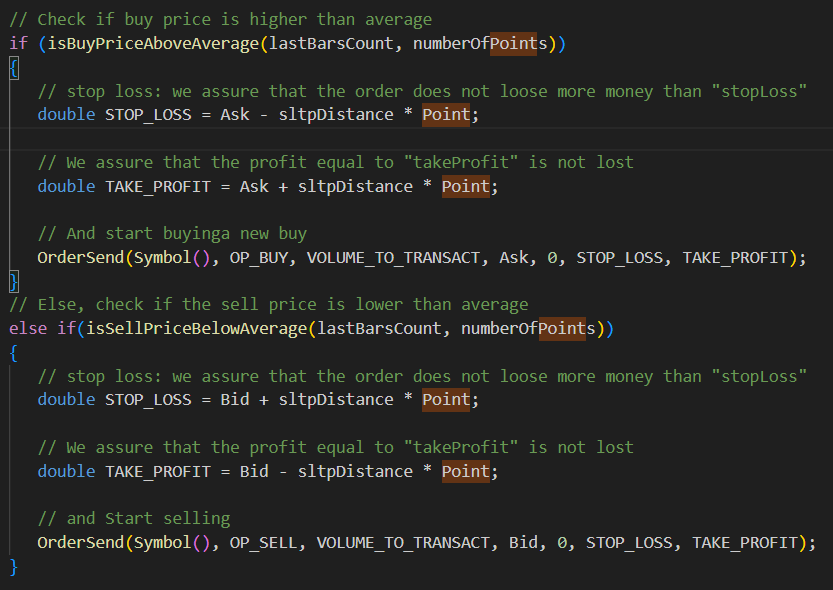 // Check if buy price is higher than average
if (isBuyPriceAboveAverage(lastBarsCount, numberOfPoints))
{
// stop loss: we assure that the order does not loose more money than "stopLoss"
double STOP_LOSS = Ask - sltpDistance * Point;
// We assure that the profit equal to "takeProfit" is not lost
double TAKE_PROFIT = Ask + sltpDistance * Point;
// And start buyinga new buy
OrderSend(Symbol(), OP_BUY, VOLUME_TO_TRANSACT, Ask, 0, STOP_LOSS, TAKE_PROFIT);
}
// Else, check if the sell price is lower than average
else if(isSellPriceBelowAverage(lastBarsCount, numberOfPoints))
{
// stop loss: we assure that the order does not loose more money than "stopLoss"
double STOP_LOSS = Bid + sltpDistance * Point;
// We assure that the profit equal to "takeProfit" is not lost
double TAKE_PROFIT = Bid - sltpDistance * Point;
// and Start selling
OrderSend(Symbol(), OP_SELL, VOLUME_TO_TRANSACT, Bid, 0, STOP_LOSS, TAKE_PROFIT);
}